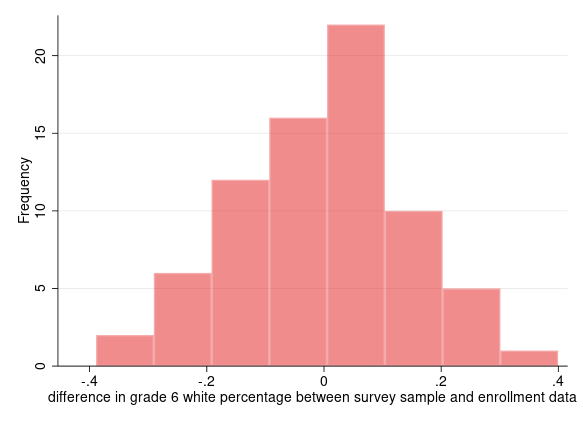 20
15
10
5
0
Frequency
-.4 -.2 0 .2 .4
difference in grade 6 white percentage between survey sample and enrollment data